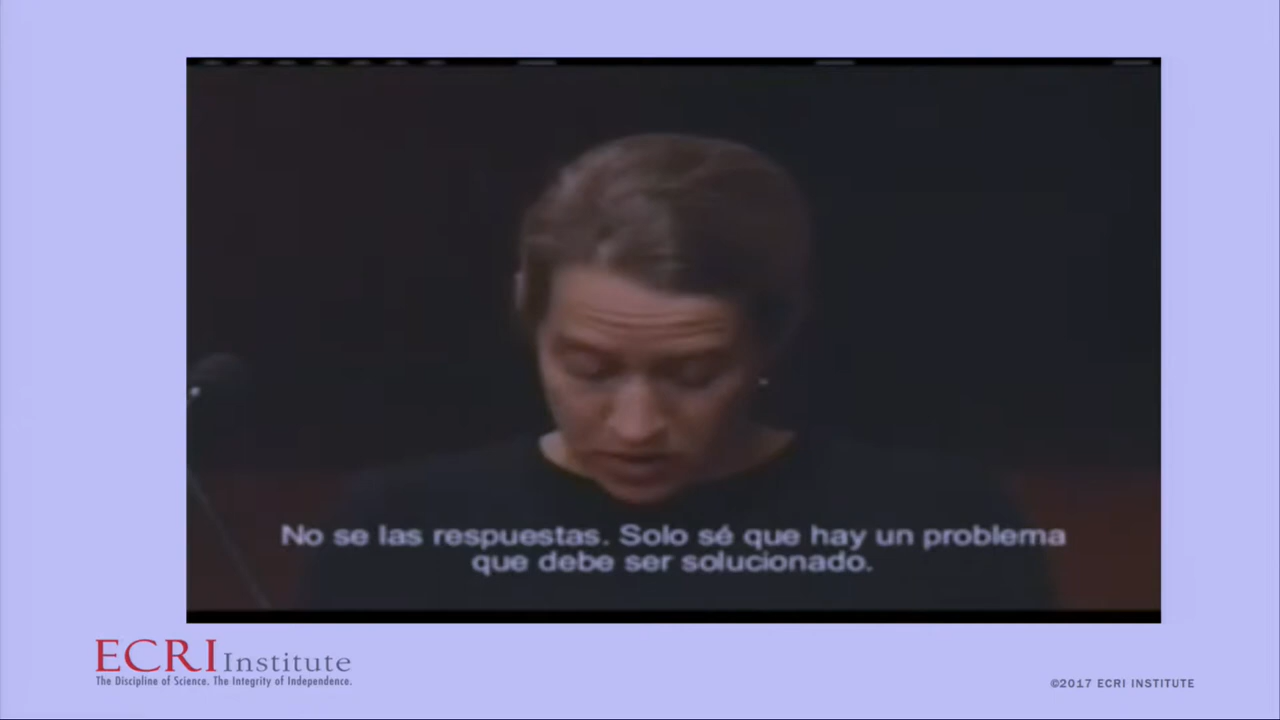 No se las respuestas. Solo sé que hay un problema
que debe ser solucionado.
ECRI Institute
The Discipline of Science. The Integrity of Independence.
©2017 ECRI INSTITUTE